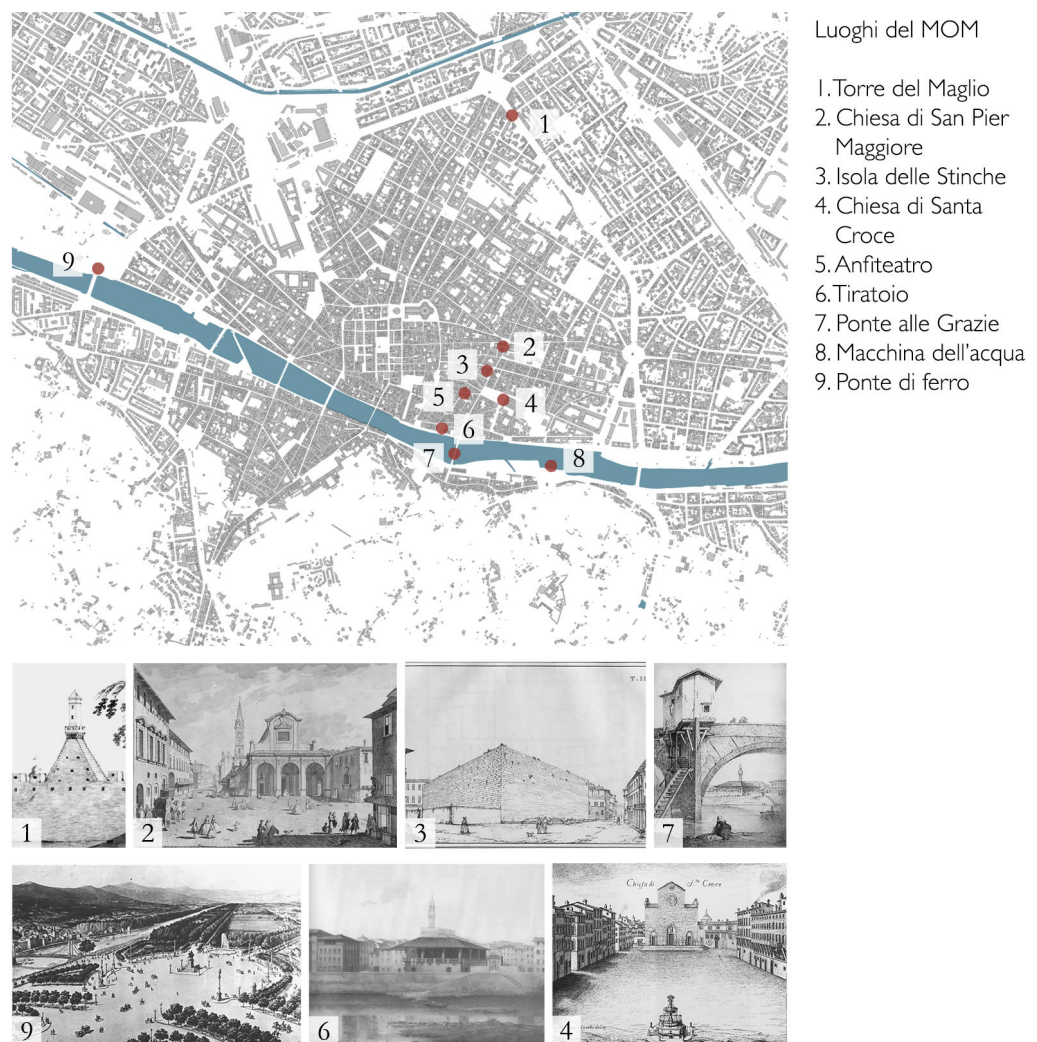 Luoghi del MOM
1. Torre del Maglio
2. Chiesa di San Pier
Maggiore
3. Isola delle Stinche
4. Chiesa di Santa
Croce
5. Anfiteatro
6. Tiratoio
7. Ponte alle Grazie
8. Macchina dell'acqua
9. Ponte di ferro
1
9
2
3
5
4
6
7
8
T. II
1
2
3
7
Chiesa di S.ta Croce
9
6
4